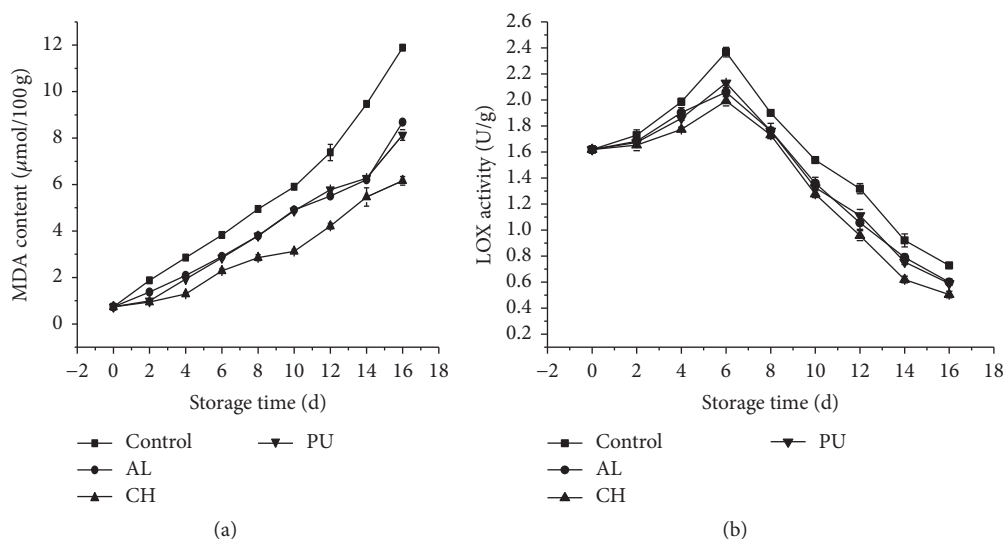 12
10
8
6
4
2
0
MDA content (μmol/100 g)
−2 0 2 4 6 8 10 12 14 16 18
Storage time (d)
Control
PU
AL
CH
(a)
2.6
2.4
2.2
2.0
1.8
1.6
1.4
1.2
1.0
0.8
0.6
0.4
0.2
LOX activity (U/g)
−2 0 2 4 6 8 10 12 14 16 18
Storage time (d)
Control
PU
AL
CH
(b)